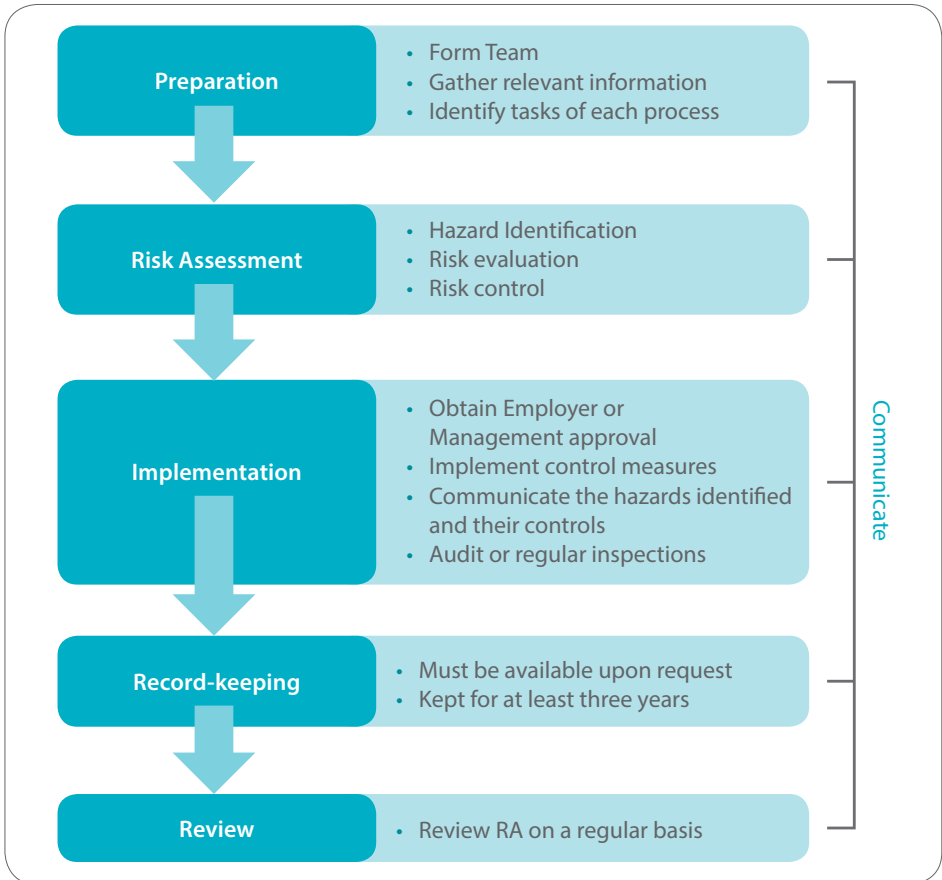 Preparation
• Form Team
• Gather relevant information
• Identify tasks of each process
Risk Assessment
• Hazard Identification
• Risk evaluation
• Risk control
Implementation
• Obtain Employer or
Management approval
• Implement control measures
• Communicate the hazards identified
and their controls
• Audit or regular inspections
Record-keeping
• Must be available upon request
• Kept for at least three years
Review
• Review RA on a regular basis
Communicate